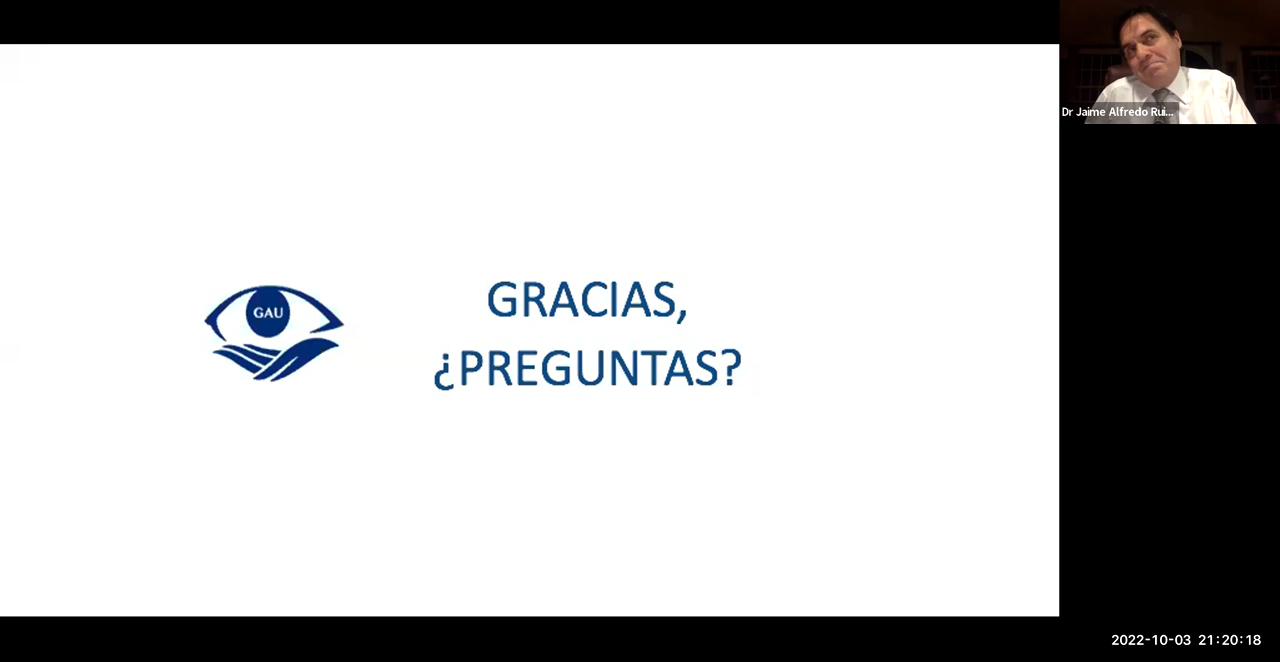 Dr Jaime Alfredo Rui...
GAU
GRACIAS,
¿PREGUNTAS?
2022-10-03 21:20:18